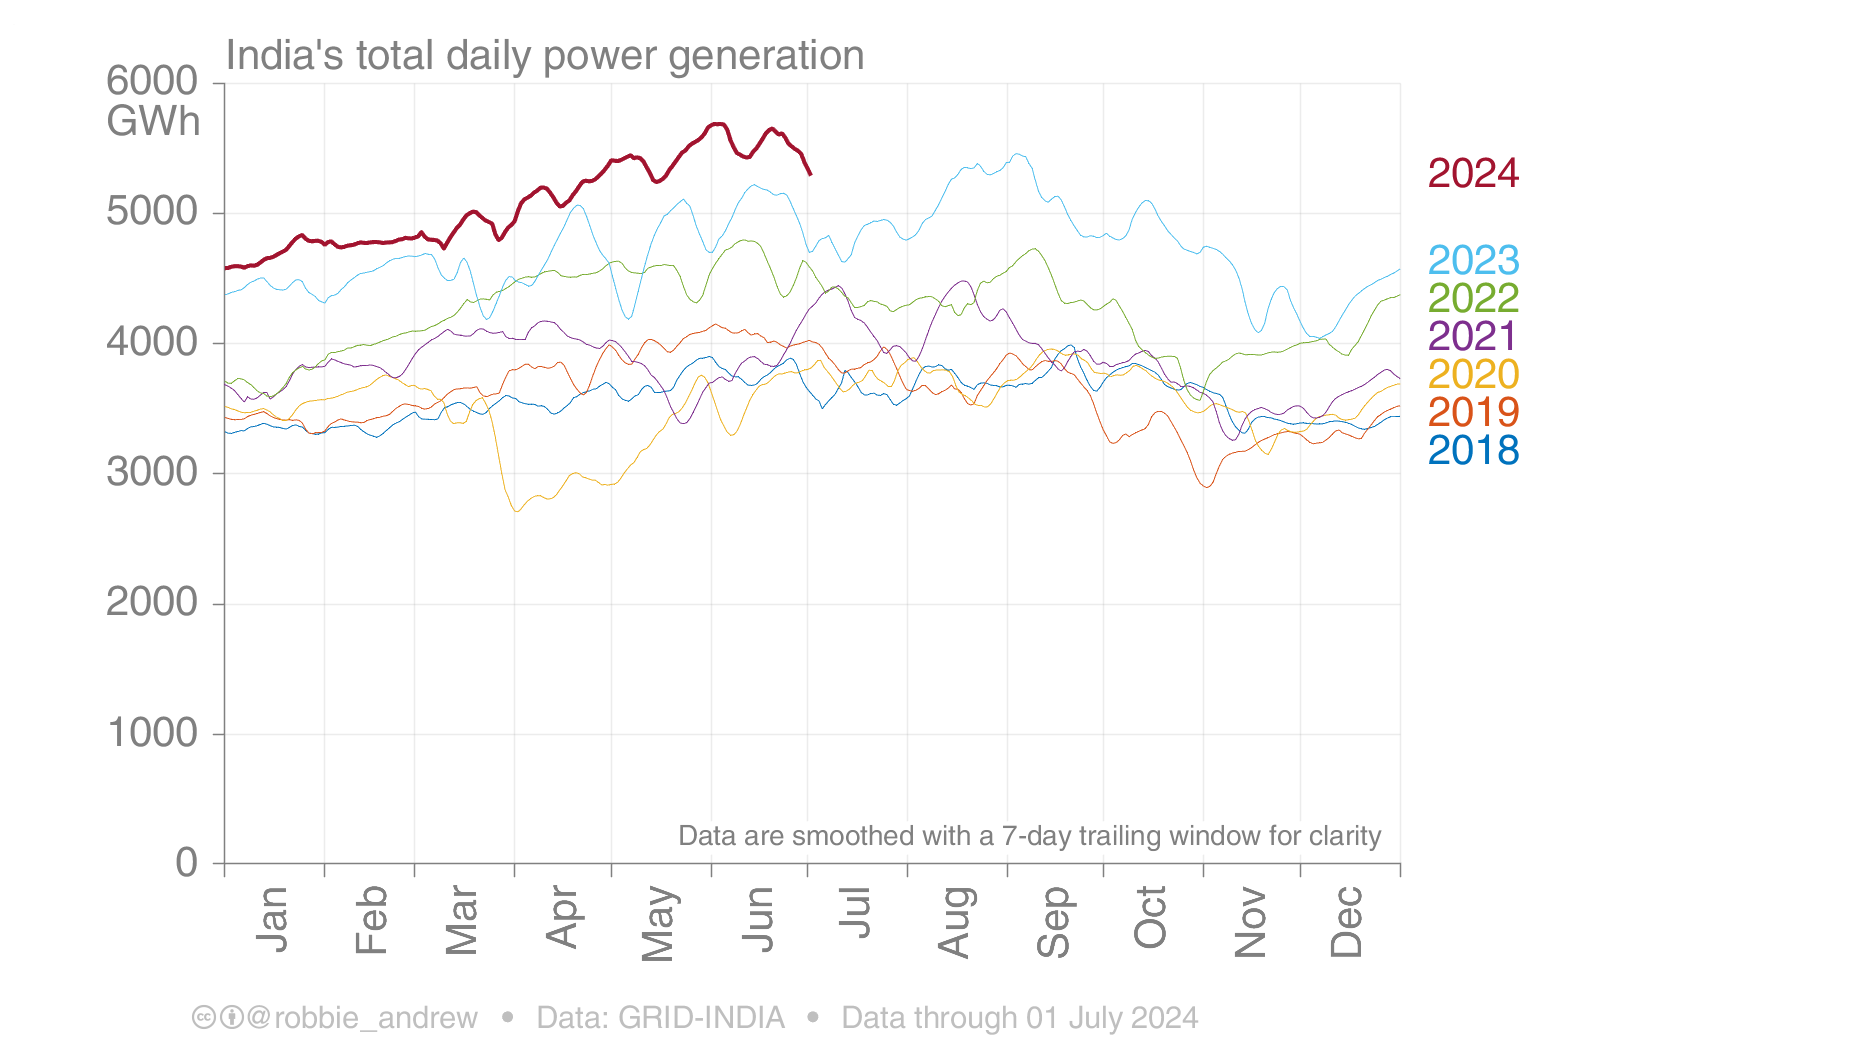 India's total daily power generation
6000
GWh
5000
4000
3000
2000
1000
0
2024
2023
2022
2021
2020
2019
2018
Data are smoothed with a 7-day trailing window for clarity
Jan
Feb
Mar
Apr
May
Jun
Jul
Aug
Sep
Oct
Nov
Dec
cc @robbie_andrew • Data: GRID-INDIA • Data through 01 July 2024